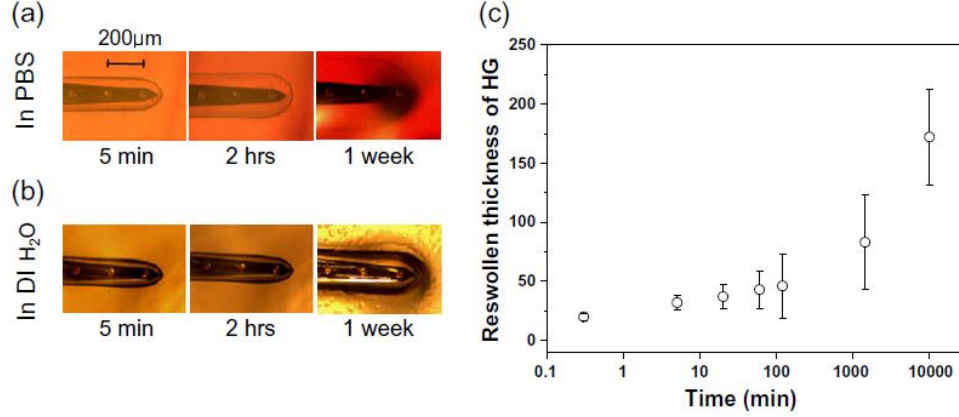 (a)
200μm
In PBS
5 min
2 hrs
1 week
(b)
In DI H₂O
5 min
2 hrs
1 week
(c)
Reswollen thickness of HG
250
200
150
100
50
0
0.1
1
10
100
1000
10000
Time (min)